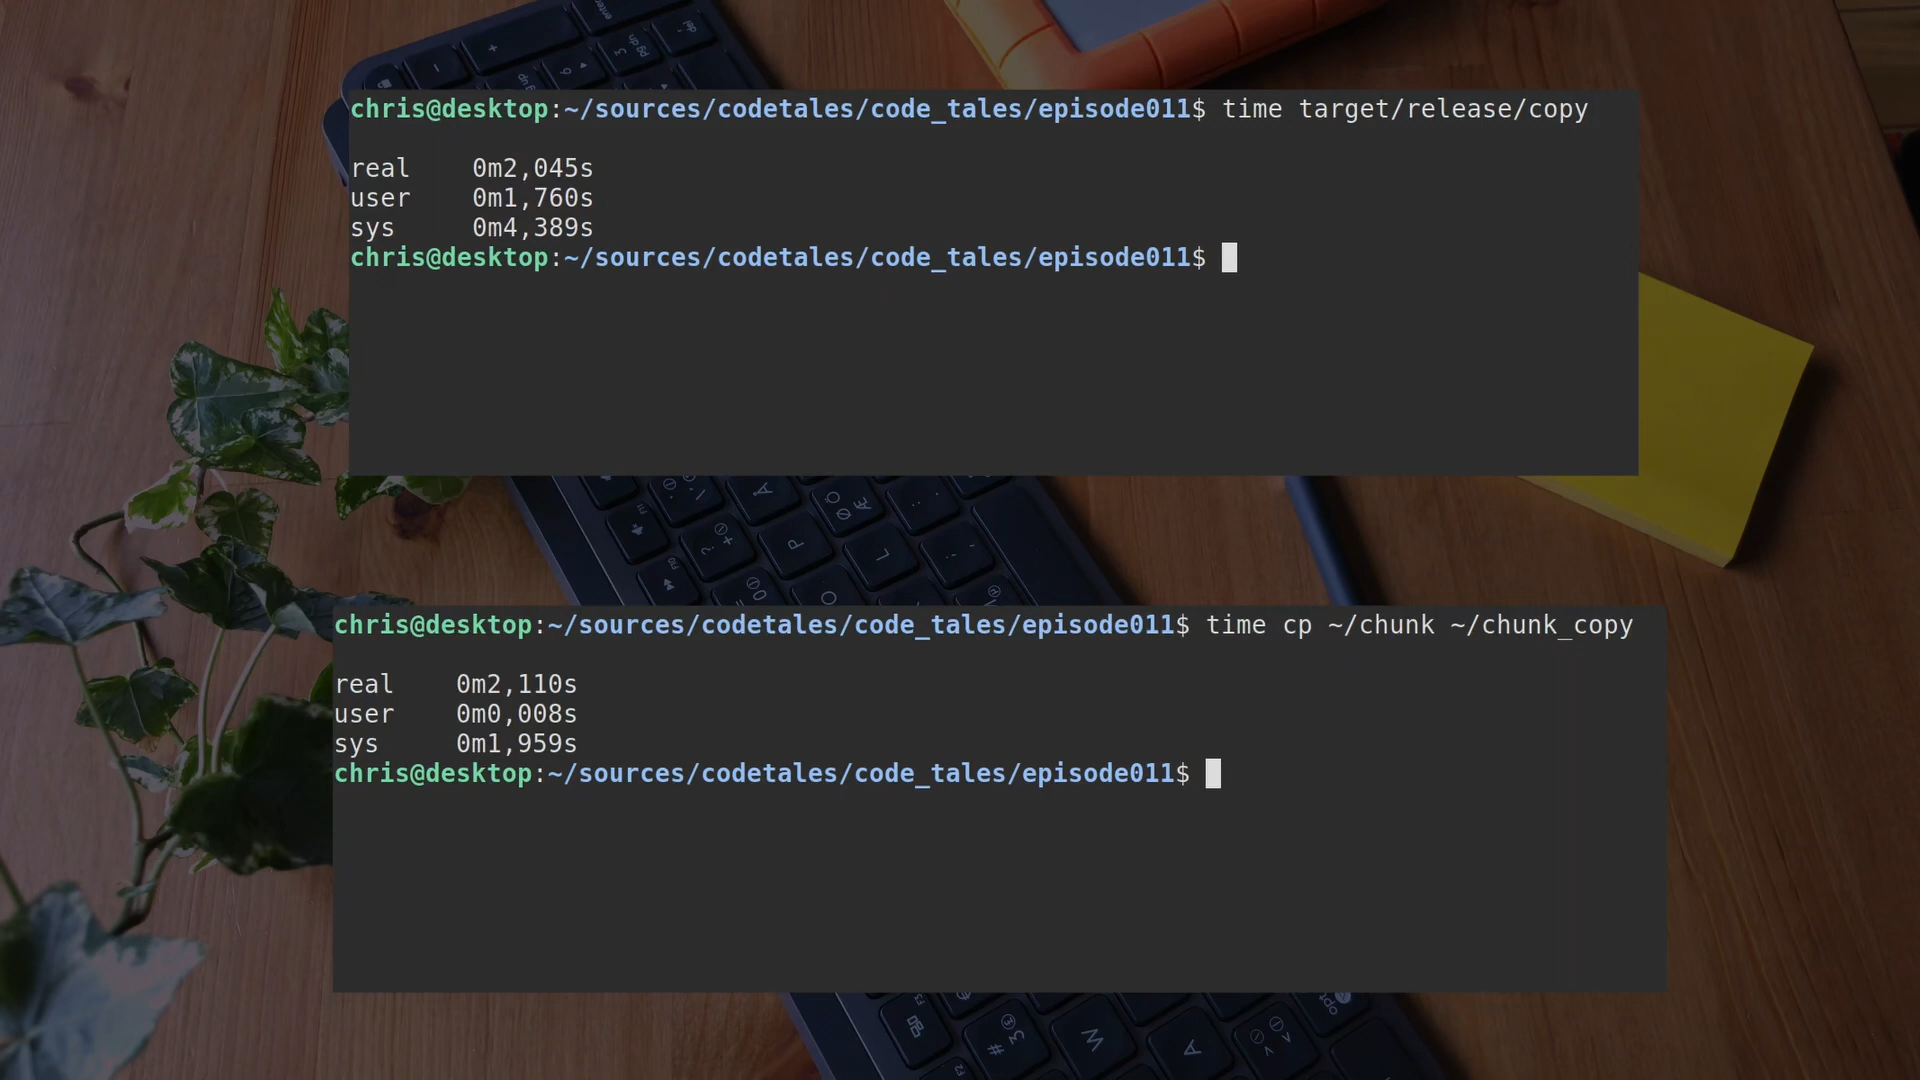 chris@desktop:~/sources/codetales/code_tales/episode011$ time target/release/copy
real    0m2,045s
user    0m1,760s
sys     0m4,389s
chris@desktop:~/sources/codetales/code_tales/episode011$
chris@desktop:~/sources/codetales/code_tales/episode011$ time cp ~/chunk ~/chunk_copy
real    0m2,110s
user    0m0,008s
sys     0m1,959s
chris@desktop:~/sources/codetales/code_tales/episode011$